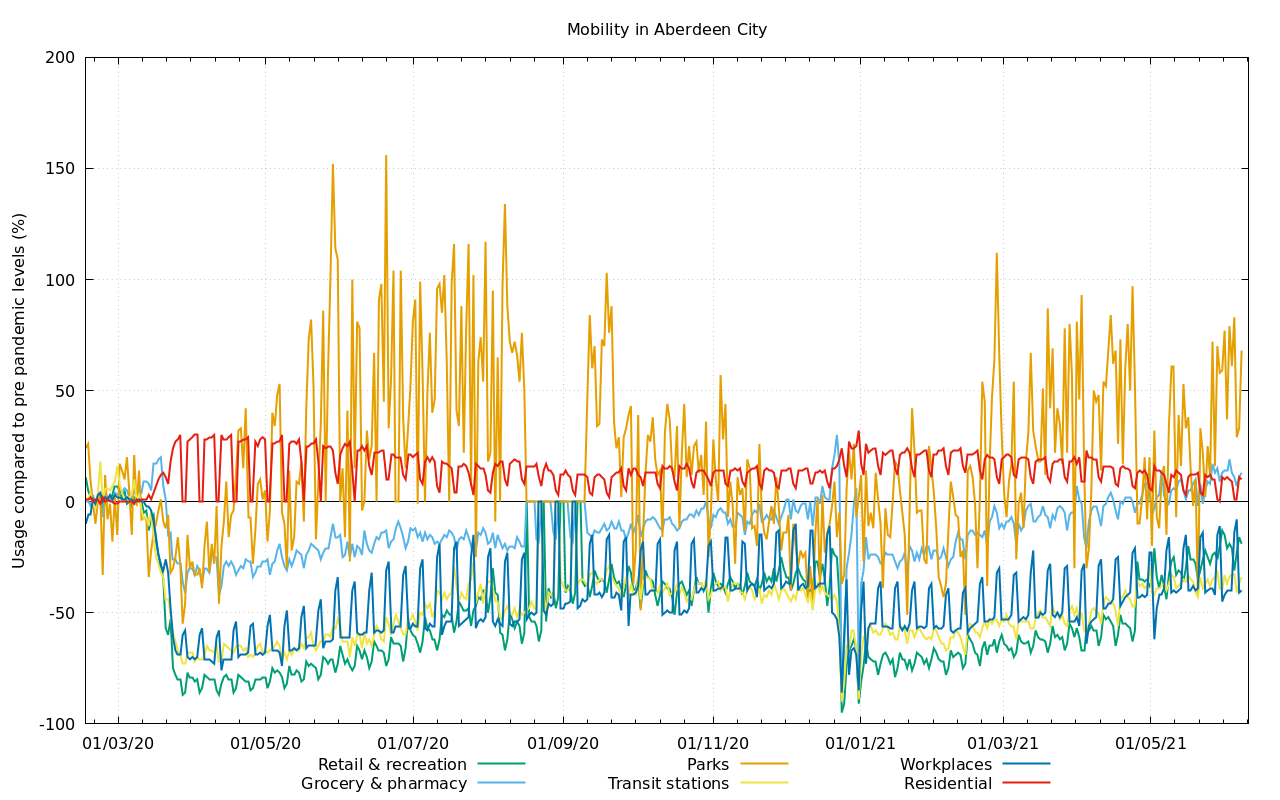 Mobility in Aberdeen City
Usage compared to pre pandemic levels (%)
200
150
100
50
0
-50
-100
01/03/20 01/05/20 01/07/20 01/09/20 01/11/20 01/01/21 01/03/21 01/05/21
Retail & recreation Parks Workplaces
Grocery & pharmacy Transit stations Residential